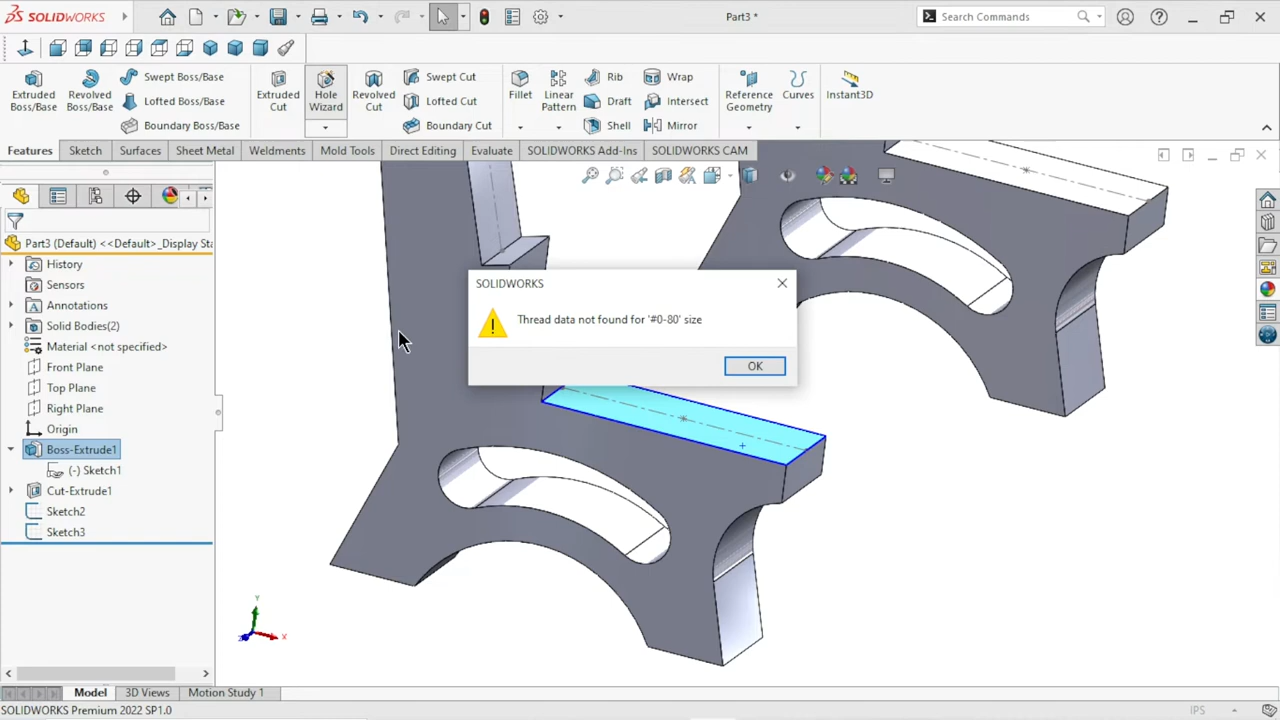 SOLIDWORKS
Part3 *
Search Commands
Extruded
Boss/Base
Revolved
Boss/Base
Swept Boss/Base
Lofted Boss/Base
Boundary Boss/Base
Extruded
Cut
Hole
Wizard
Revolved
Cut
Swept Cut
Lofted Cut
Boundary Cut
Fillet
Linear
Pattern
Rib
Draft
Shell
Wrap
Intersect
Mirror
Reference
Geometry
Curves
Instant3D
Features
Sketch
Surfaces
Sheet Metal
Weldments
Mold Tools
Direct Editing
Evaluate
SOLIDWORKS Add-Ins
SOLIDWORKS CAM
Part3 (Default) <<Default>_Display Sta
History
Sensors
Annotations
Solid Bodies(2)
Material <not specified>
Front Plane
Top Plane
Right Plane
Origin
Boss-Extrude1
(-) Sketch1
Cut-Extrude1
Sketch2
Sketch3
SOLIDWORKS
Thread data not found for '#0-80' size
OK
Y
X
Z
Model
3D Views
Motion Study 1
SOLIDWORKS Premium 2022 SP1.0
IPS